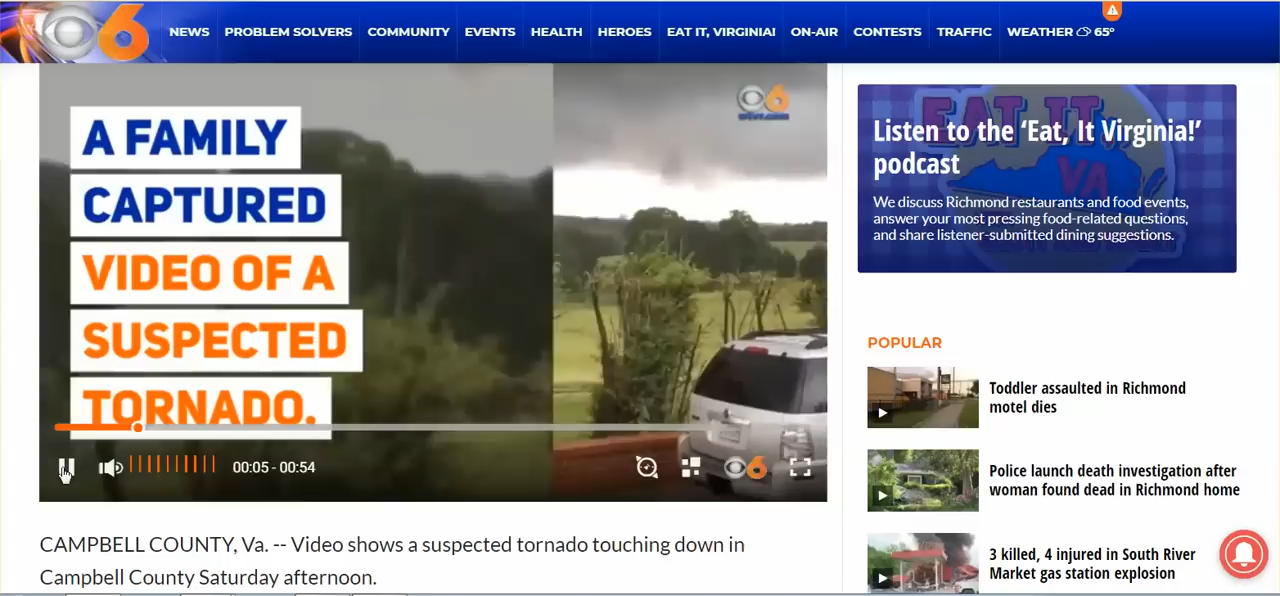 6
NEWS
PROBLEM SOLVERS
COMMUNITY
EVENTS
HEALTH
HEROES
EAT IT, VIRGINIA!
ON-AIR
CONTESTS
TRAFFIC
WEATHER 65°
6
A FAMILY
CAPTURED
VIDEO OF A
SUSPECTED
TORNADO.
00:05 - 00:54
6
CAMPBELL COUNTY, Va. -- Video shows a suspected tornado touching down in
Campbell County Saturday afternoon.
EAT IT,
VA
Listen to the ‘Eat, It Virginia!’
podcast
We discuss Richmond restaurants and food events,
answer your most pressing food-related questions,
and share listener-submitted dining suggestions.
POPULAR
Toddler assaulted in Richmond
motel dies
Police launch death investigation after
woman found dead in Richmond home
3 killed, 4 injured in South River
Market gas station explosion